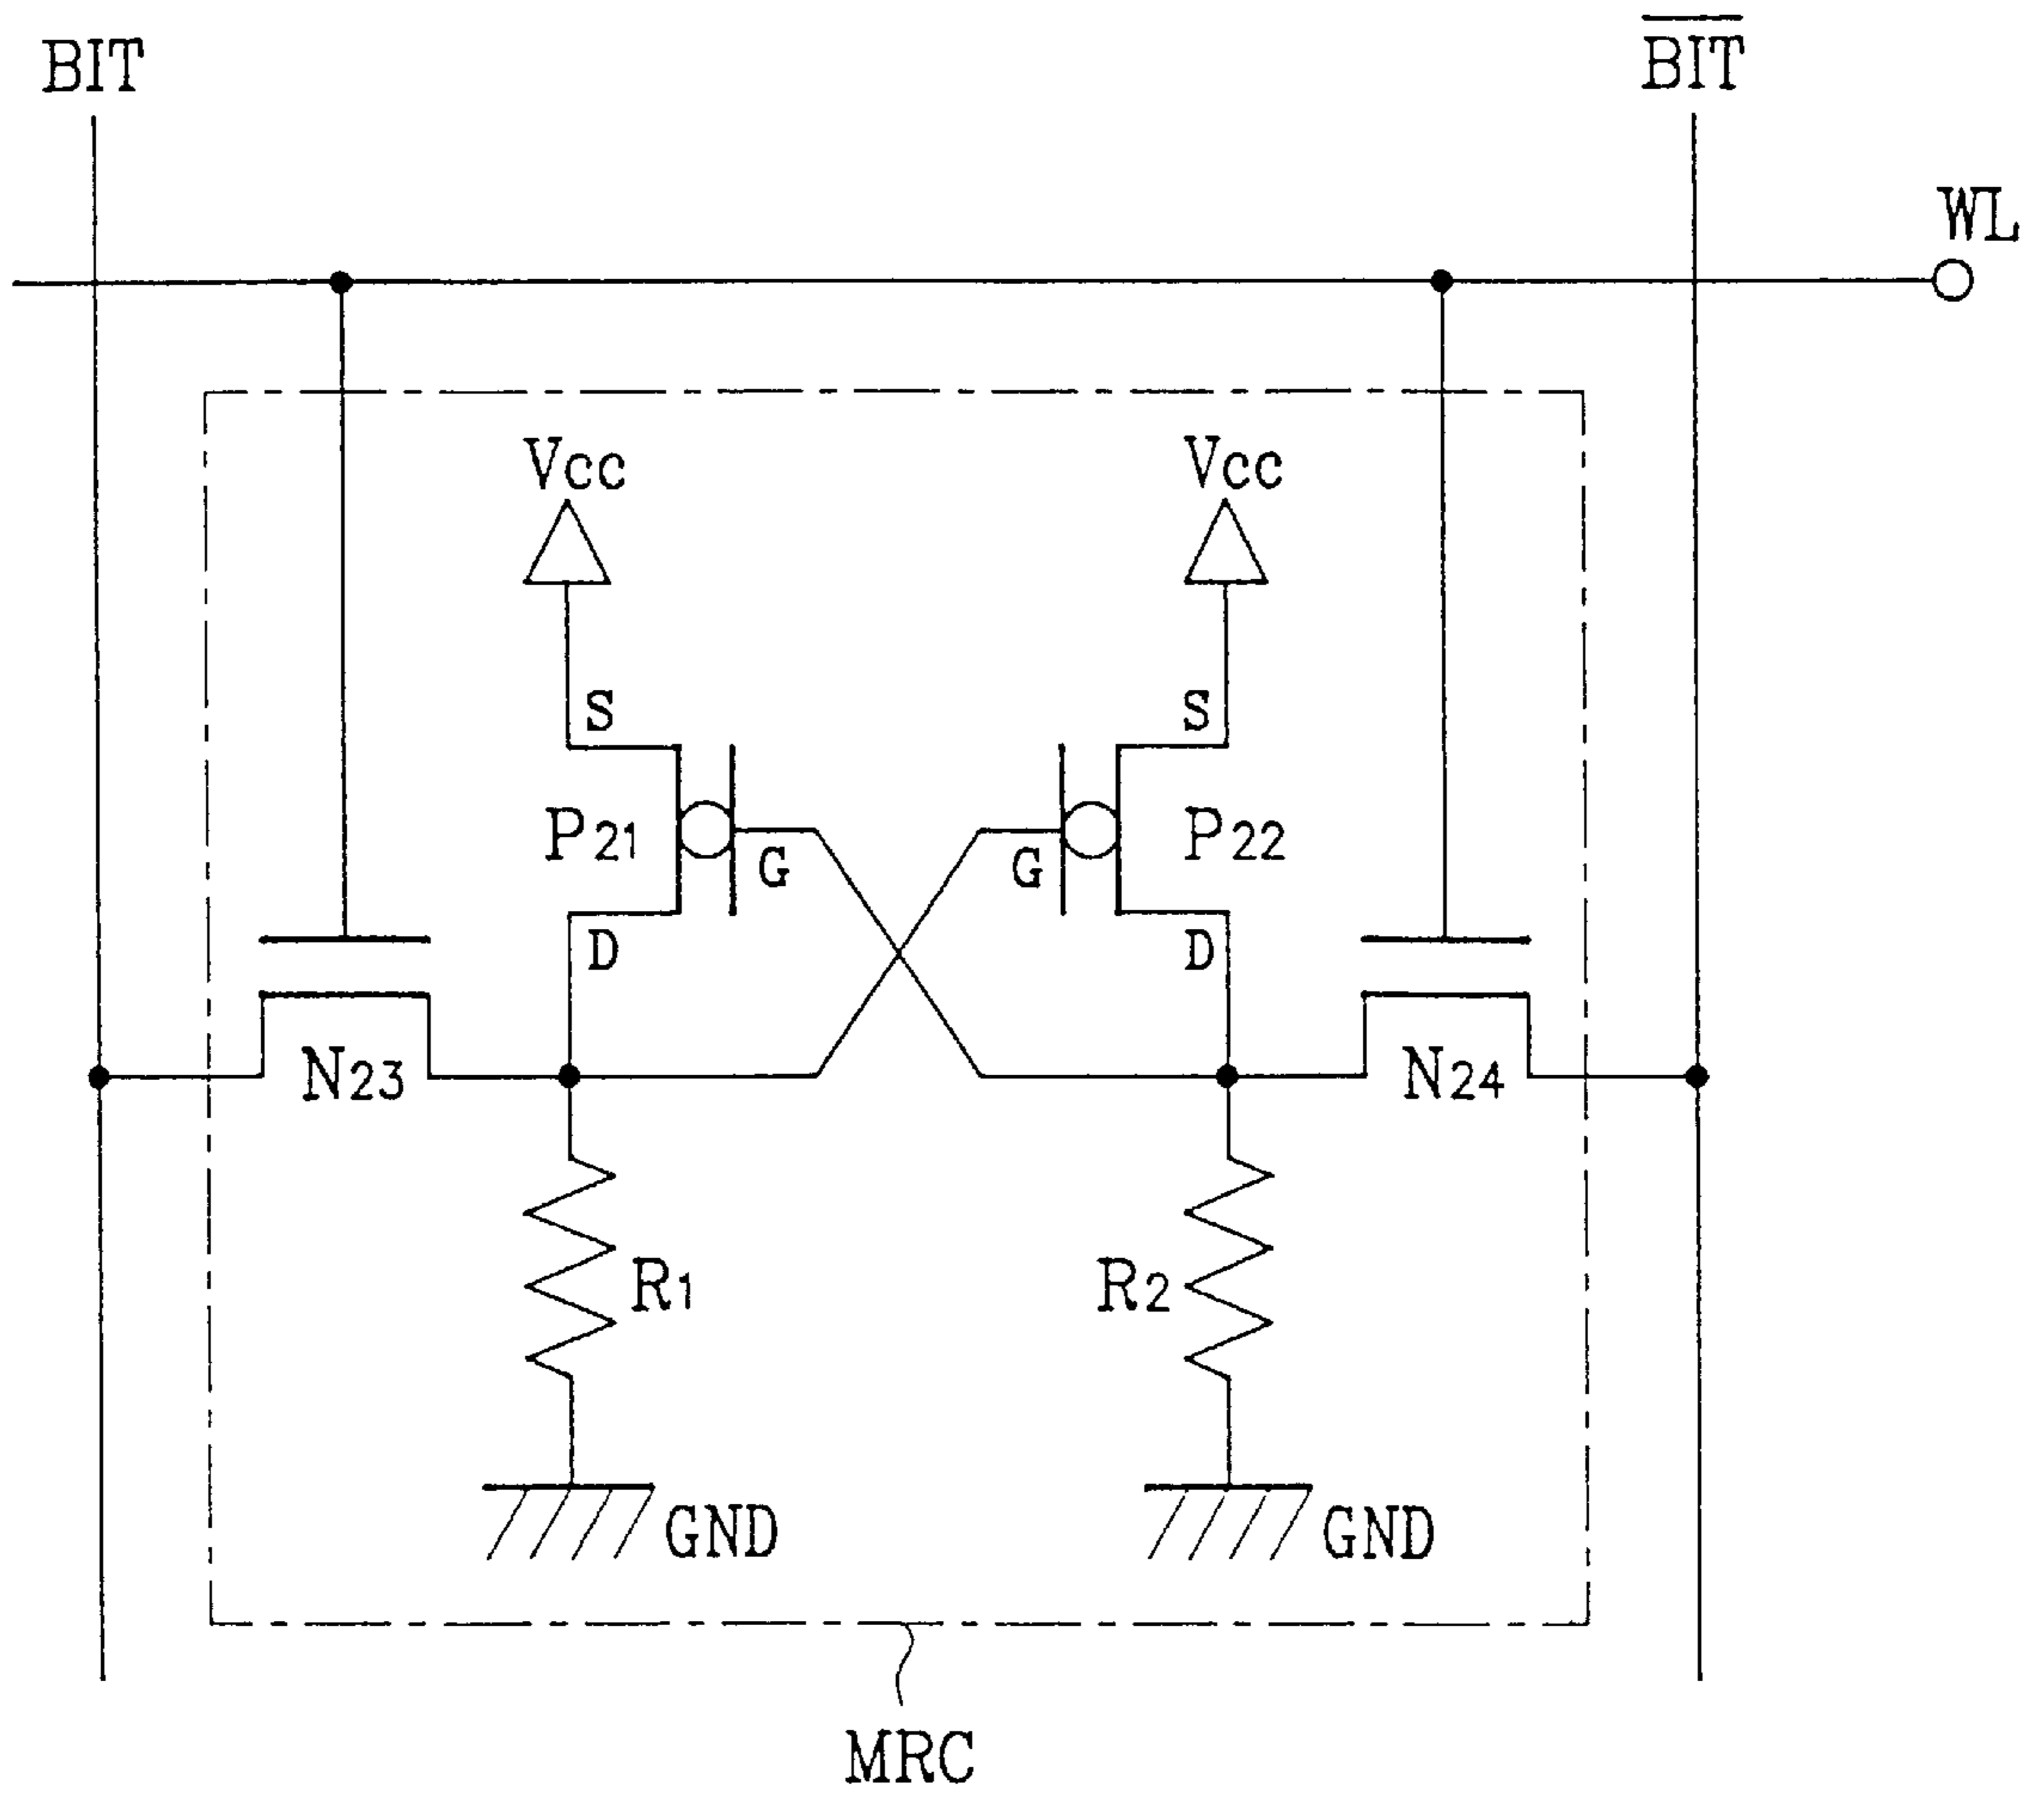 BIT
BIT
WL
Vcc
Vcc
S
S
P21
P22
G
G
D
D
N23
N24
R1
R2
GND
GND
MRC